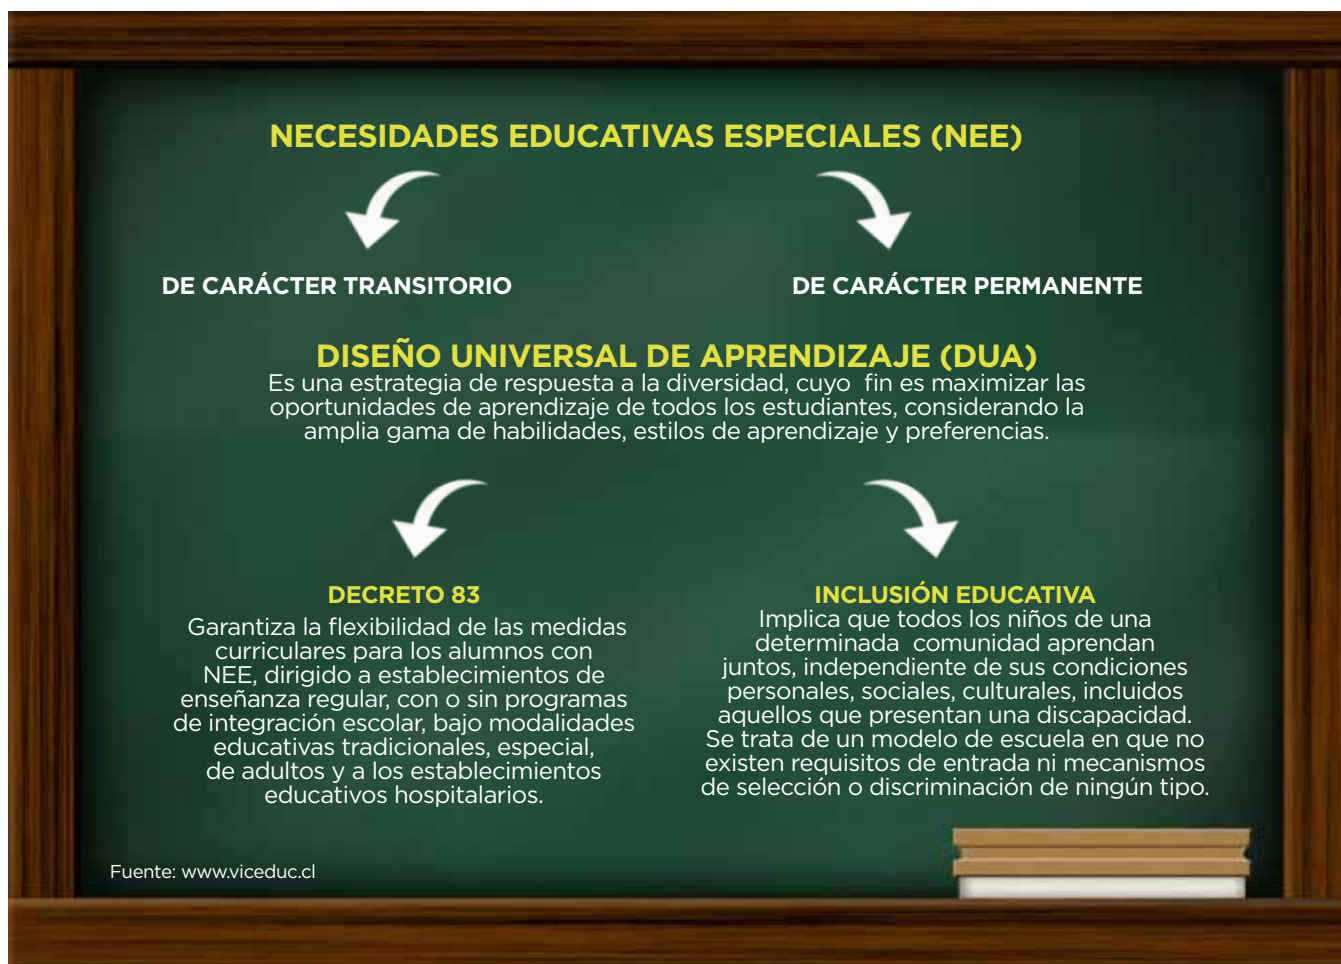 NECESIDADES EDUCATIVAS ESPECIALES (NEE)
DE CARÁCTER TRANSITORIO
DE CARÁCTER PERMANENTE
DISEÑO UNIVERSAL DE APRENDIZAJE (DUA)
Es una estrategia de respuesta a la diversidad, cuyo fin es maximizar las
oportunidades de aprendizaje de todos los estudiantes, considerando la
amplia gama de habilidades, estilos de aprendizaje y preferencias.
DECRETO 83
Garantiza la flexibilidad de las medidas
curriculares para los alumnos con
NEE, dirigido a establecimientos de
enseñanza regular, con o sin programas
de integración escolar, bajo modalidades
educativas tradicionales, especial,
de adultos y a los establecimientos
educativos hospitalarios.
INCLUSIÓN EDUCATIVA
Implica que todos los niños de una
determinada comunidad aprendan
juntos, independiente de sus condiciones
personales, sociales, culturales, incluidos
aquellos que presentan una discapacidad.
Se trata de un modelo de escuela en que no
existen requisitos de entrada ni mecanismos
de selección o discriminación de ningún tipo.
Fuente: www.viceduc.cl